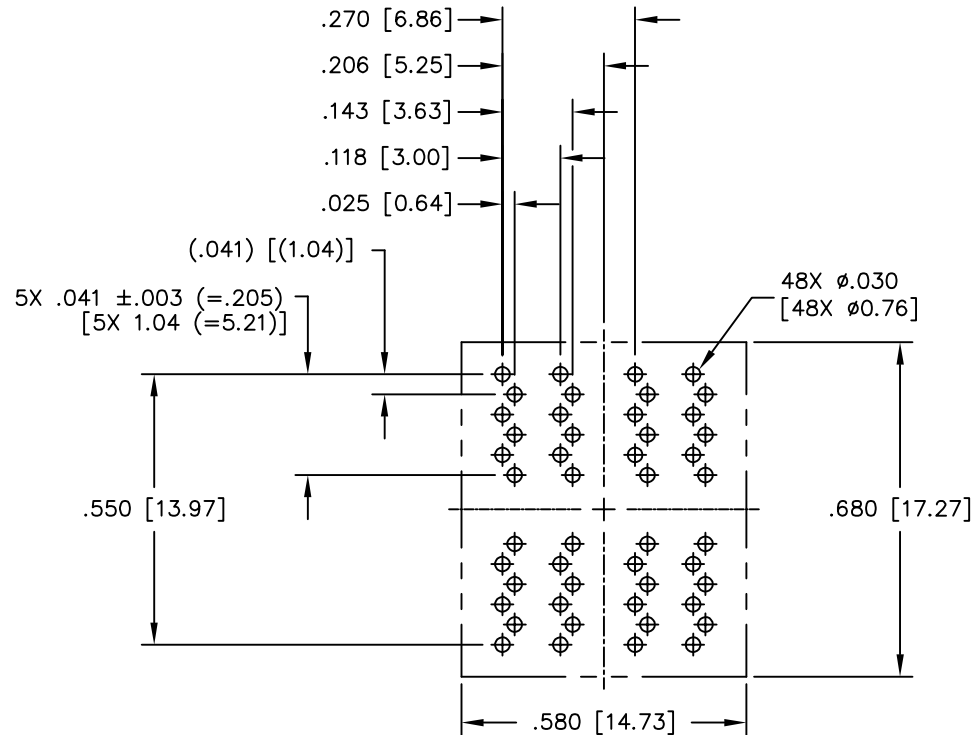 .270 [6.86]
.206 [5.25]
.143 [3.63]
.118 [3.00]
.025 [0.64]
(.041) [(1.04)]
5X .041 ±.003 (=.205)
[5X 1.04 (=5.21)]
48X ø.030
[48X ø0.76]
.550 [13.97]
.680 [17.27]
.580 [14.73]